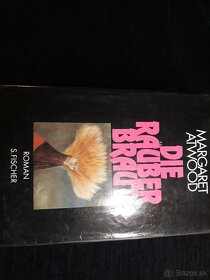 MARGARET
ATWOOD
DIE
RÄUBER
BRAUT
ROMAN
S. FISCHER
bazos.sk